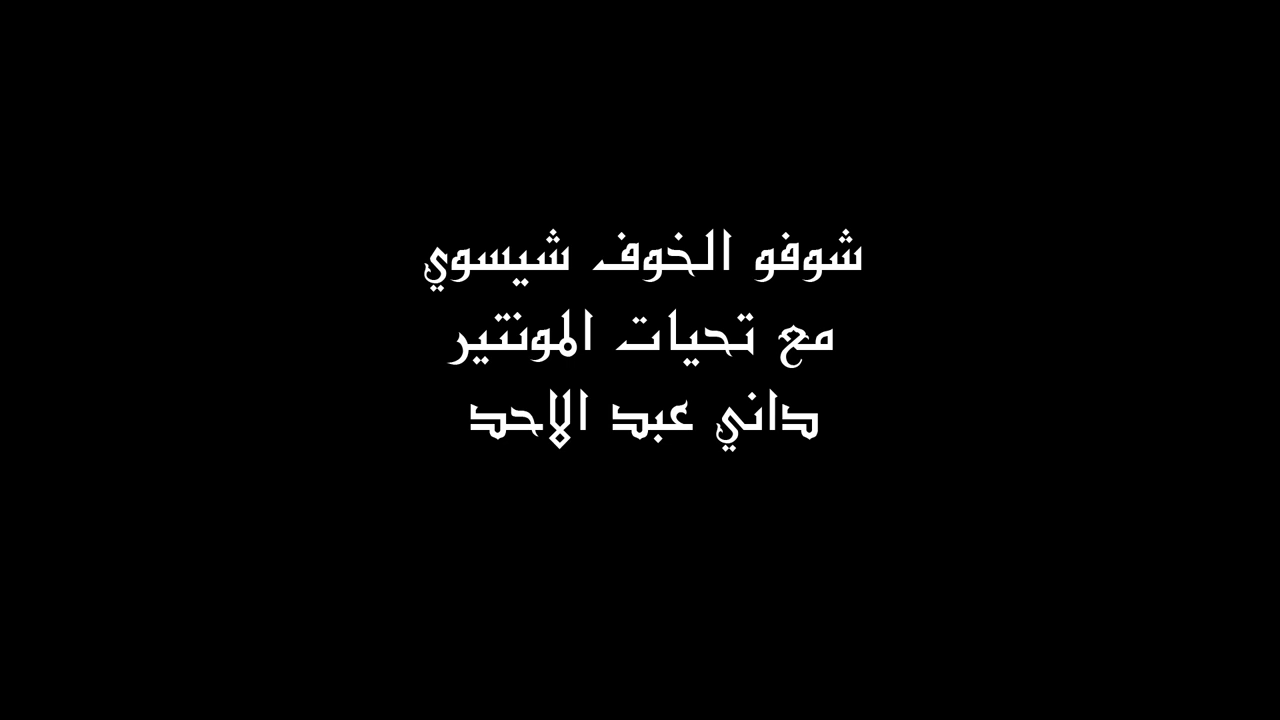 شوفو الخوف شيسوي
مع تحيات المونتير
داني عبد الاحد